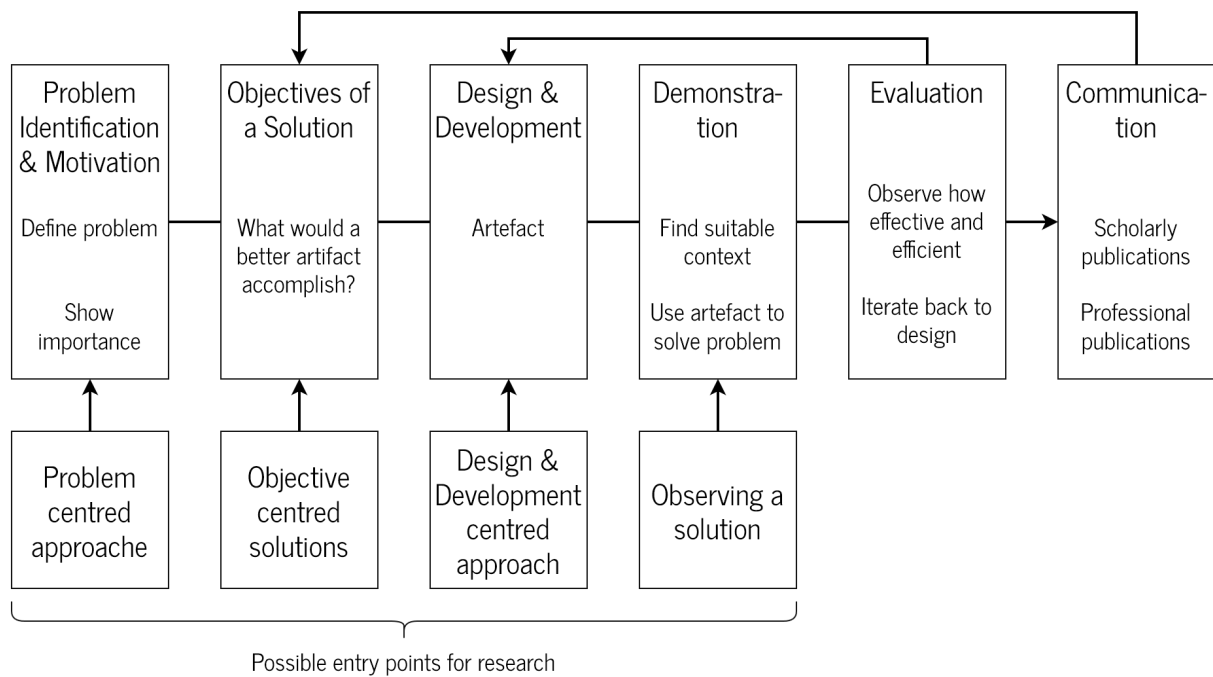 Problem
Identification
& Motivation
Define problem
Show
importance
Objectives of
a Solution
What would a
better artifact
accomplish?
Design &
Development
Artefact
Demonstra-
tion
Find suitable
context
Use artefact to
solve problem
Evaluation
Observe how
effective and
efficient
Iterate back to
design
Communica-
tion
Scholarly
publications
Professional
publications
Problem
centred
approache
Objective
centred
solutions
Design &
Development
centred
approach
Observing a
solution
Possible entry points for research